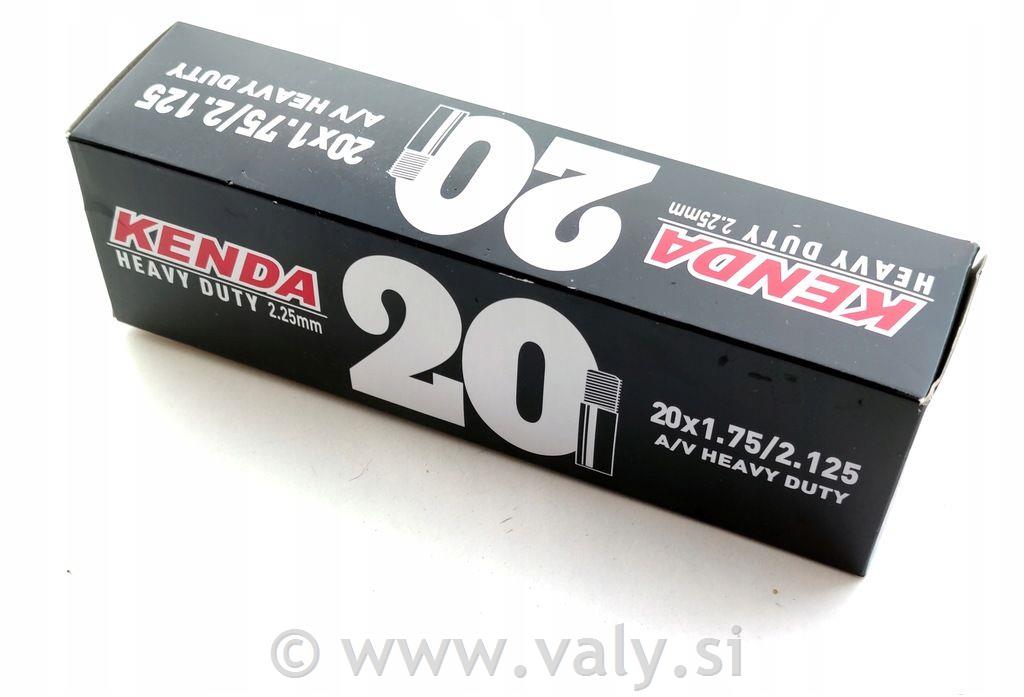 20x1.75/2.125
A/V HEAVY DUTY
20
KENDA
HEAVY DUTY 2.25mm
KENDA
HEAVY DUTY 2.25mm
20
20x1.75/2.125
A/V HEAVY DUTY
© www.valy.si